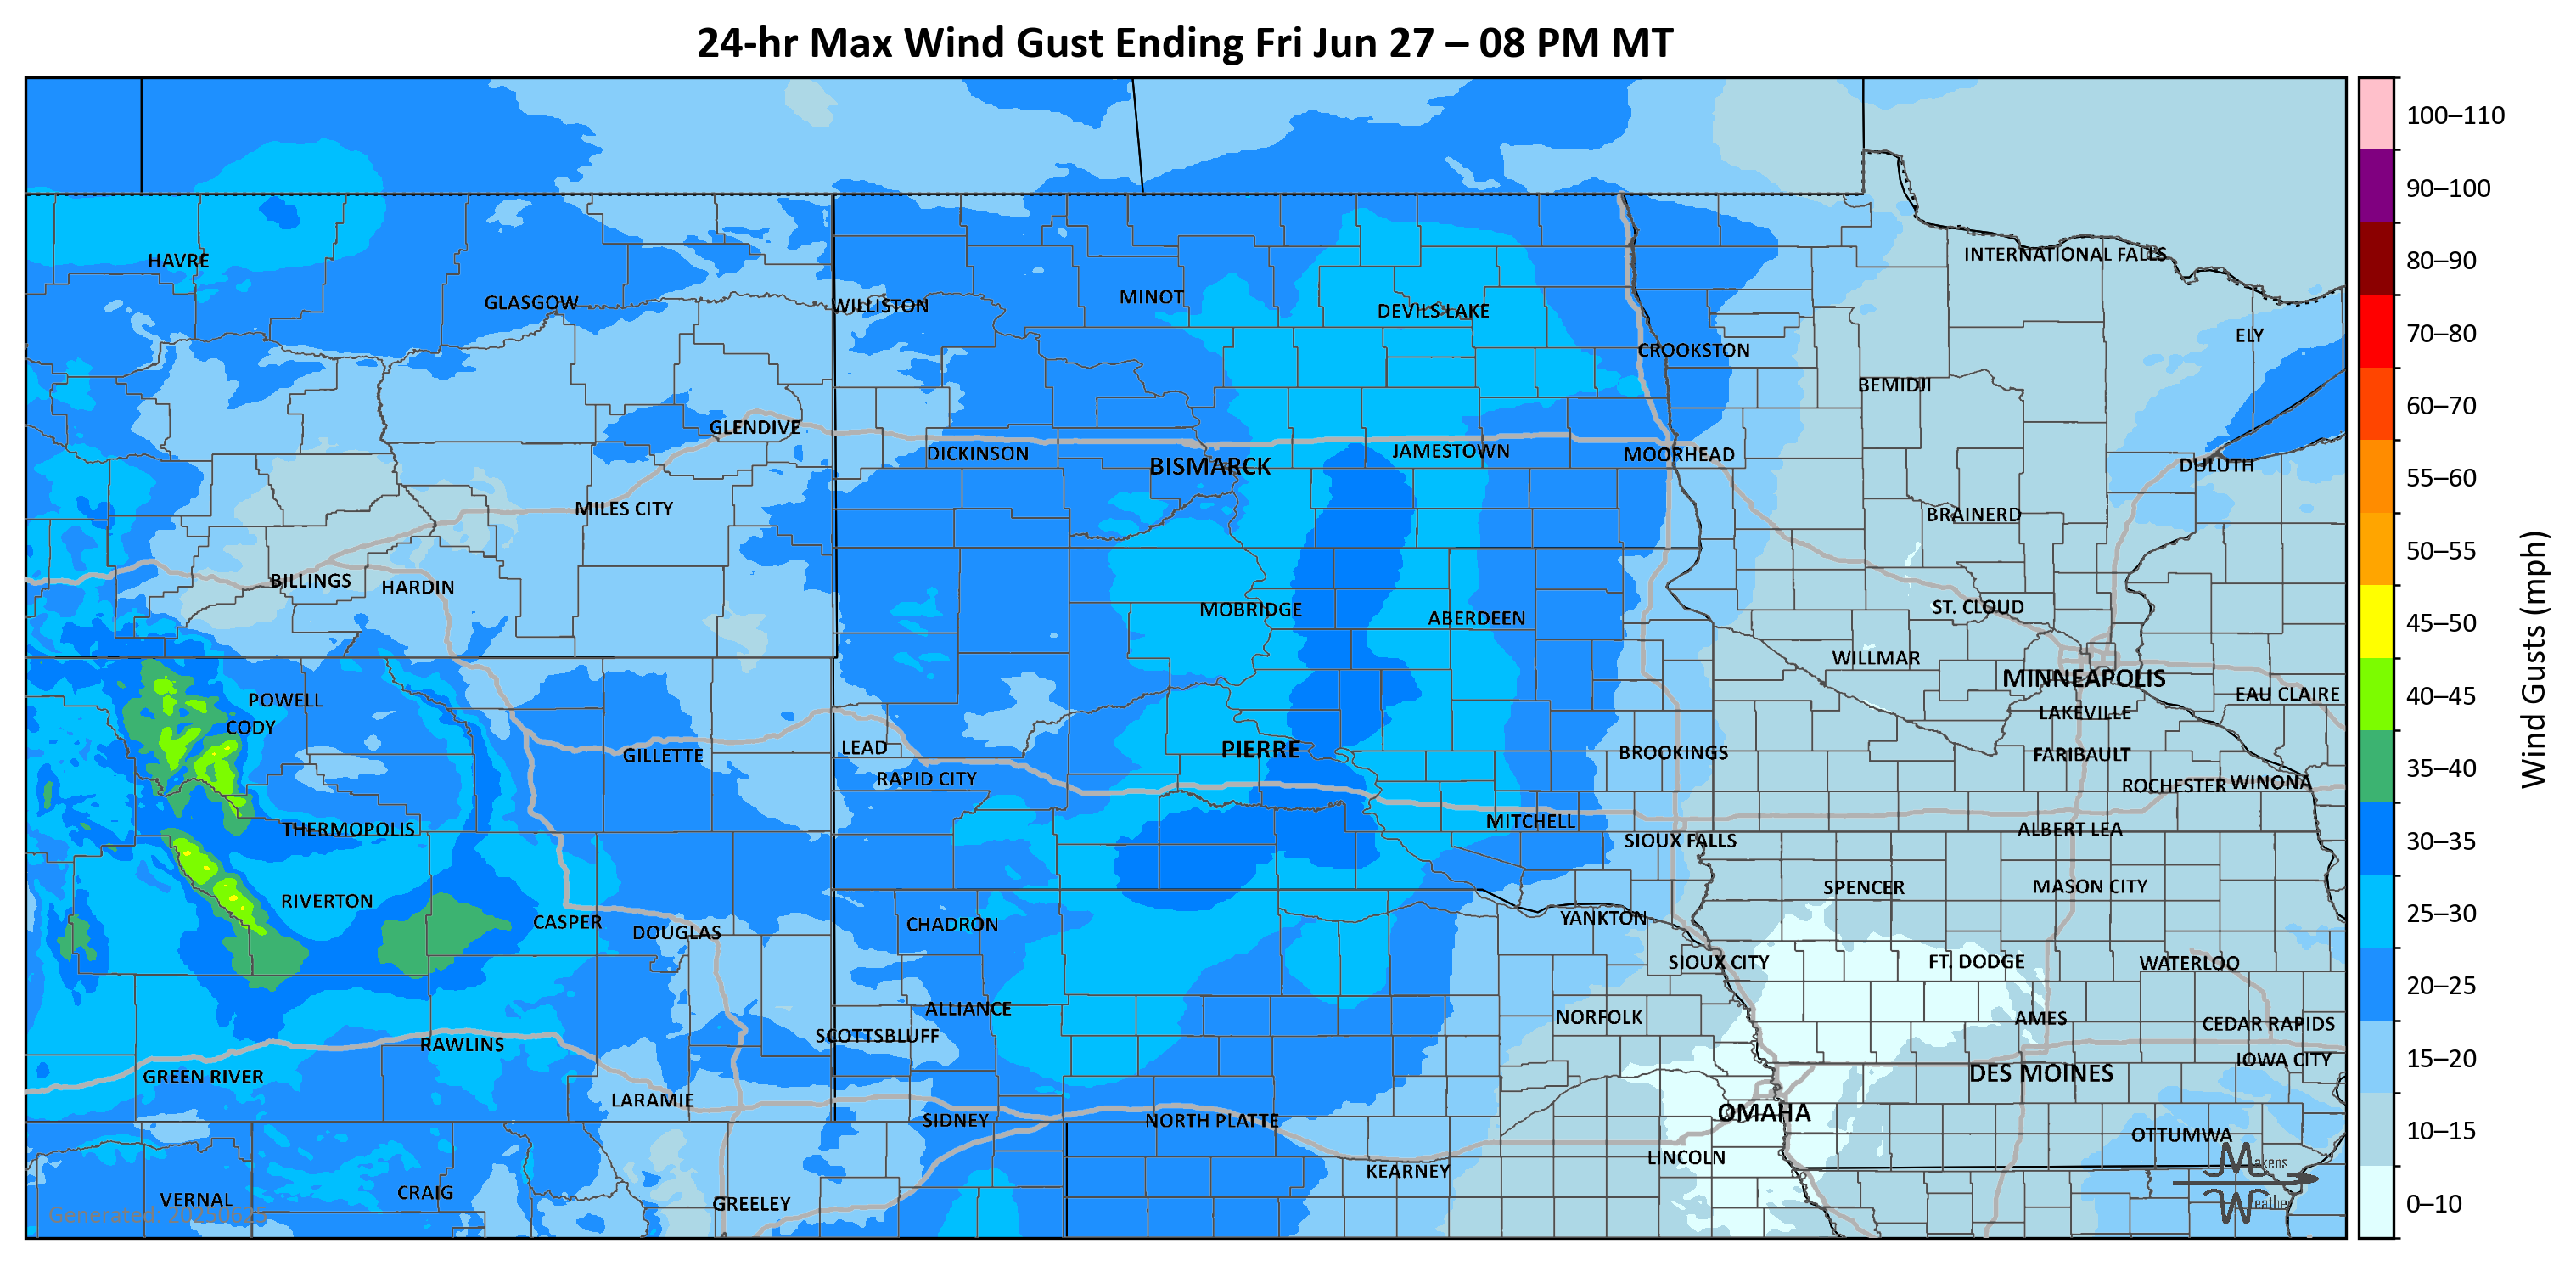 24-hr Max Wind Gust Ending Fri Jun 27 – 08 PM MT
100–110
90–100
80–90
70–80
60–70
55–60
50–55
45–50
40–45
35–40
30–35
25–30
20–25
15–20
10–15
0–10
Wind Gusts (mph)
HAVRE
INTERNATIONAL FALLS
GLASGOW
WILLISTON
MINOT
DEVILS LAKE
ELY
CROOKSTON
BEMIDJI
GLENDIVE
DICKINSON
BISMARCK
JAMESTOWN
MOORHEAD
DULUTH
MILES CITY
BRAINERD
BILLINGS
HARDIN
MOBRIDGE
ABERDEEN
ST. CLOUD
WILLMAR
MINNEAPOLIS
EAU CLAIRE
POWELL
LAKEVILLE
CODY
GILLETTE
LEAD
PIERRE
BROOKINGS
FARIBAULT
RAPID CITY
ROCHESTER
WINONA
THERMOPOLIS
MITCHELL
ALBERT LEA
SIOUX FALLS
RIVERTON
SPENCER
MASON CITY
CASPER
DOUGLAS
CHADRON
YANKTON
SIOUX CITY
FT. DODGE
WATERLOO
ALLIANCE
NORFOLK
AMES
CEDAR RAPIDS
SCOTTSBLUFF
RAWLINS
IOWA CITY
GREEN RIVER
DES MOINES
LARAMIE
SIDNEY
NORTH PLATTE
OMAHA
OTTUMWA
LINCOLN
KEARNEY
VERNAL
CRAIG
GREELEY
Generated: 20250625
Makens
Weather